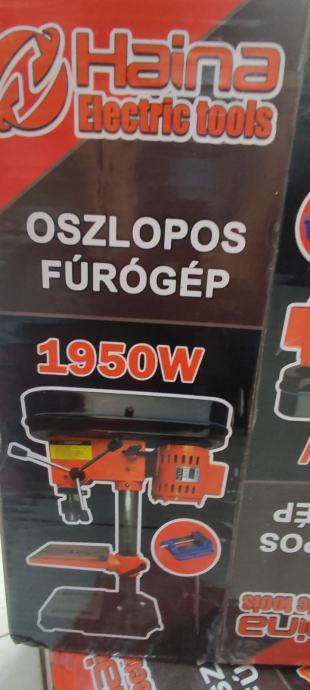 Haina
Electric tools
OSZLOPOS
FÚRÓGÉP
1950W